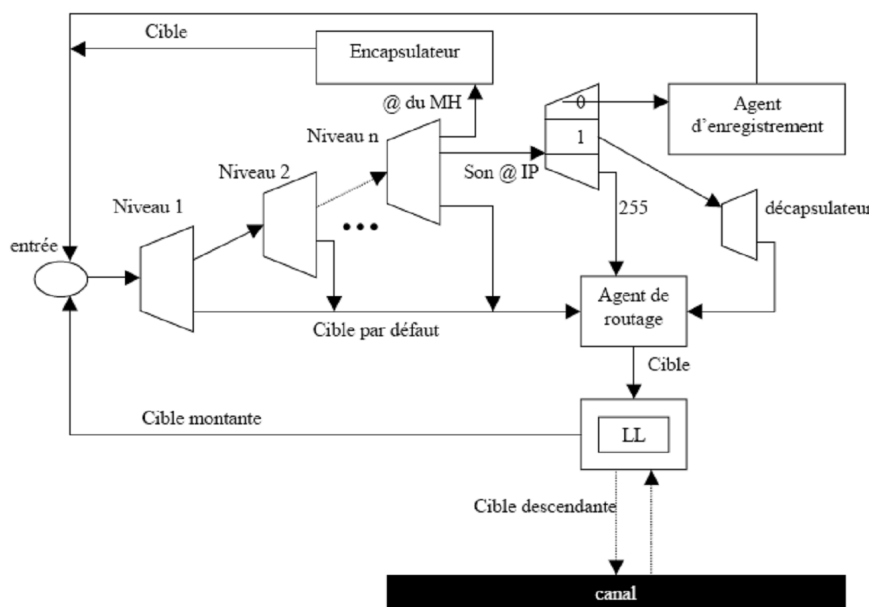 Cible
Encapsulateur
@ du MH
Niveau n
Niveau 2
Niveau 1
entrée
0
1
Son @ IP
255
Agent
d'enregistrement
décapsulateur
Agent de
routage
Cible par défaut
Cible
Cible montante
LL
Cible descendante
canal